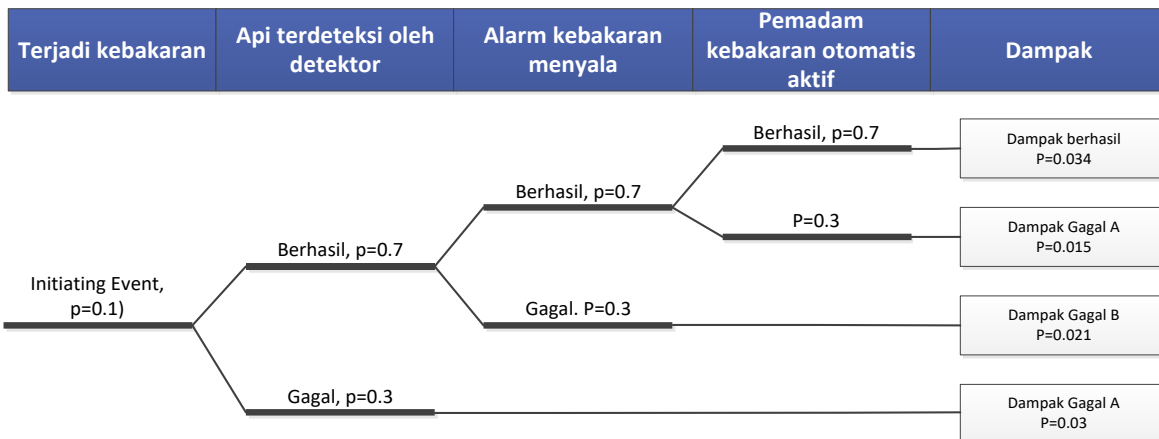 Terjadi kebakaran
Api terdeteksi oleh
detektor
Alarm kebakaran
menyala
Pemadam
kebakaran otomatis
aktif
Dampak
Berhasil, p=0.7
Dampak berhasil
P=0.034
Berhasil, p=0.7
P=0.3
Dampak Gagal A
P=0.015
Berhasil, p=0.7
Initiating Event,
p=0.1)
Gagal. P=0.3
Dampak Gagal B
P=0.021
Gagal, p=0.3
Dampak Gagal A
P=0.03